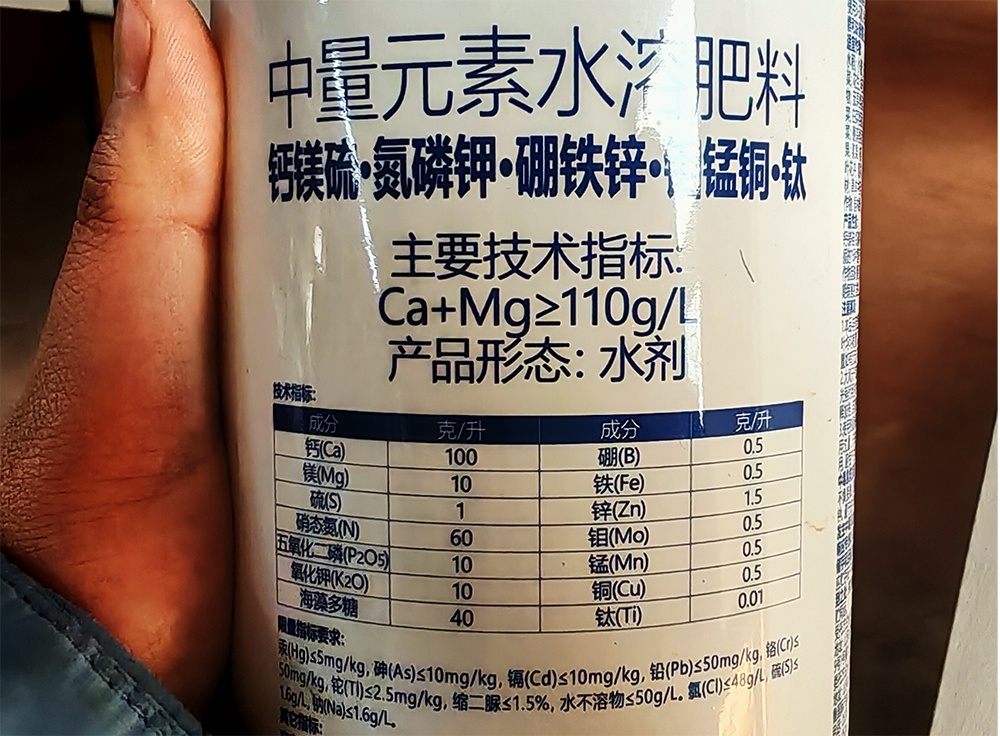 中量元素水溶肥料
钙镁硫·氮磷钾·硼铁锌·钼锰铜·钛
主要技术指标:
Ca+Mg≥110g/L
产品形态: 水剂
技术指标:
成分 克/升 成分 克/升
钙(Ca) 100 硼(B) 0.5
镁(Mg) 10 铁(Fe) 0.5
硫(S) 1 锌(Zn) 1.5
硝态氮(N) 60 钼(Mo) 0.5
五氧化二磷(P2O5) 10 锰(Mn) 0.5
氧化钾(K2O) 10 铜(Cu) 0.5
海藻多糖 40 钛(Ti) 0.01
限量指标要求:
汞(Hg)≤5mg/kg, 砷(As)≤10mg/kg, 镉(Cd)≤10mg/kg, 铅(Pb)≤50mg/kg, 铬(Cr)≤
50mg/kg, 铊(Tl)≤2.5mg/kg, 缩二脲≤1.5%, 水不溶物≤50g/L. 氯(Cl)≤48g/L, 硫(S)≤
1.6g/L, 钠(Na)≤1.6g/L。
其它指标: